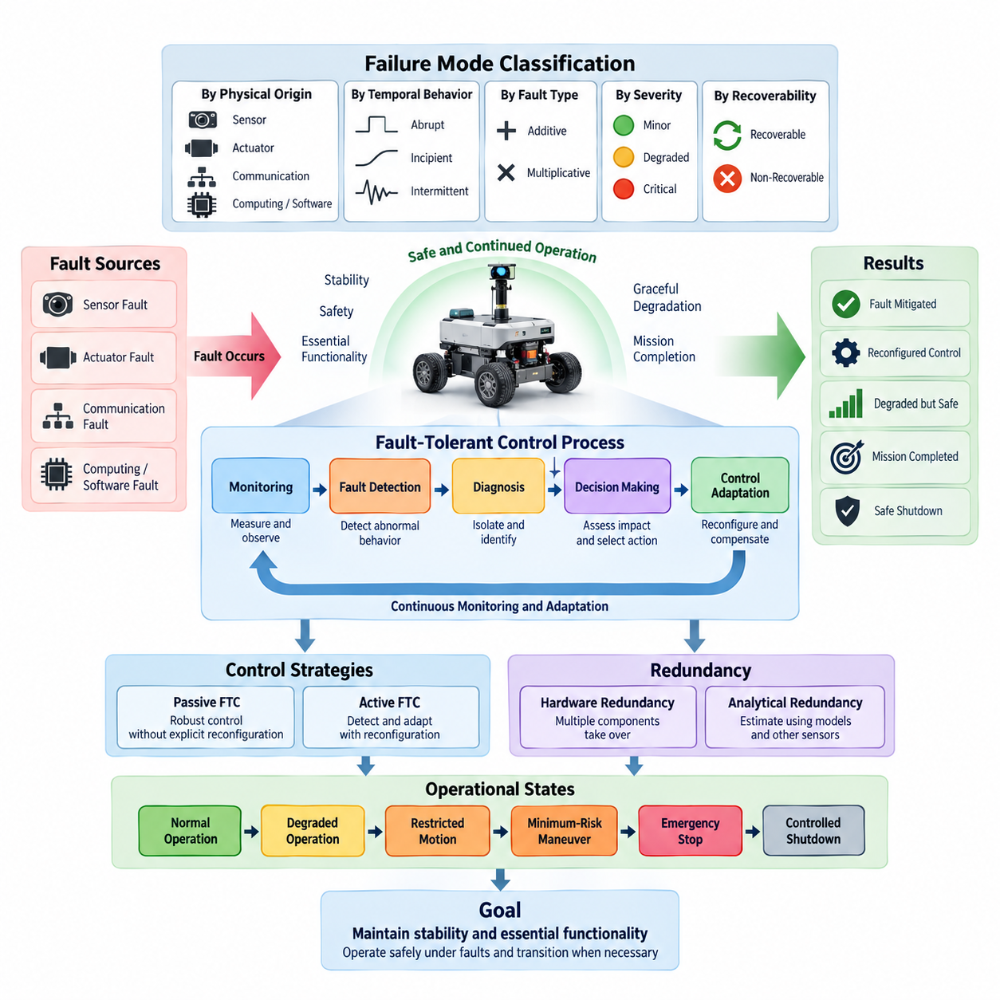 Failure Mode Classification
By Physical Origin
Sensor
Actuator
Communication
Computing / Software
By Temporal Behavior
Abrupt
Incipient
Intermittent
By Fault Type
Additive
Multiplicative
By Severity
Minor
Degraded
Critical
By Recoverability
Recoverable
Non-Recoverable
Fault Sources
Sensor Fault
Actuator Fault
Communication
Fault
Computing /
Software Fault
Fault Occurs
Safe and Continued Operation
Stability
Safety
Essential
Functionality
Graceful
Degradation
Mission
Completion
Results
Fault Mitigated
Reconfigured Control
Degraded but Safe
Mission Completed
Safe Shutdown
Fault-Tolerant Control Process
Monitoring
Measure and
observe
Fault Detection
Detect abnormal
behavior
Diagnosis
Isolate and
identify
Decision Making
Assess impact
and select action
Control
Adaptation
Reconfigure and
compensate
Continuous Monitoring and Adaptation
Control Strategies
Passive FTC
Robust control
without explicit reconfiguration
Active FTC
Detect and adapt
with reconfiguration
Redundancy
Hardware Redundancy
Multiple components
take over
Analytical Redundancy
Estimate using models
and other sensors
Operational States
Normal
Operation
Degraded
Operation
Restricted
Motion
Minimum-Risk
Maneuver
Emergency
Stop
Controlled
Shutdown
Goal
Maintain stability and essential functionality
Operate safely under faults and transition when necessary